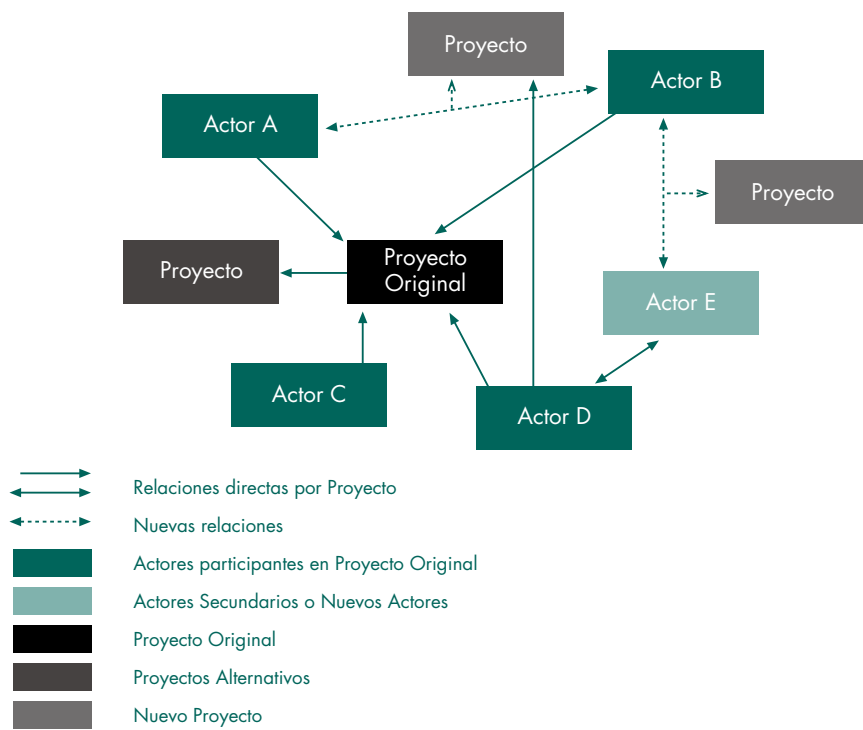 Proyecto
Actor B
Actor A
Proyecto
Proyecto
Original
Proyecto
Actor E
Actor C
Actor D
Relaciones directas por Proyecto
Nuevas relaciones
Actores participantes en Proyecto Original
Actores Secundarios o Nuevos Actores
Proyecto Original
Proyectos Alternativos
Nuevo Proyecto